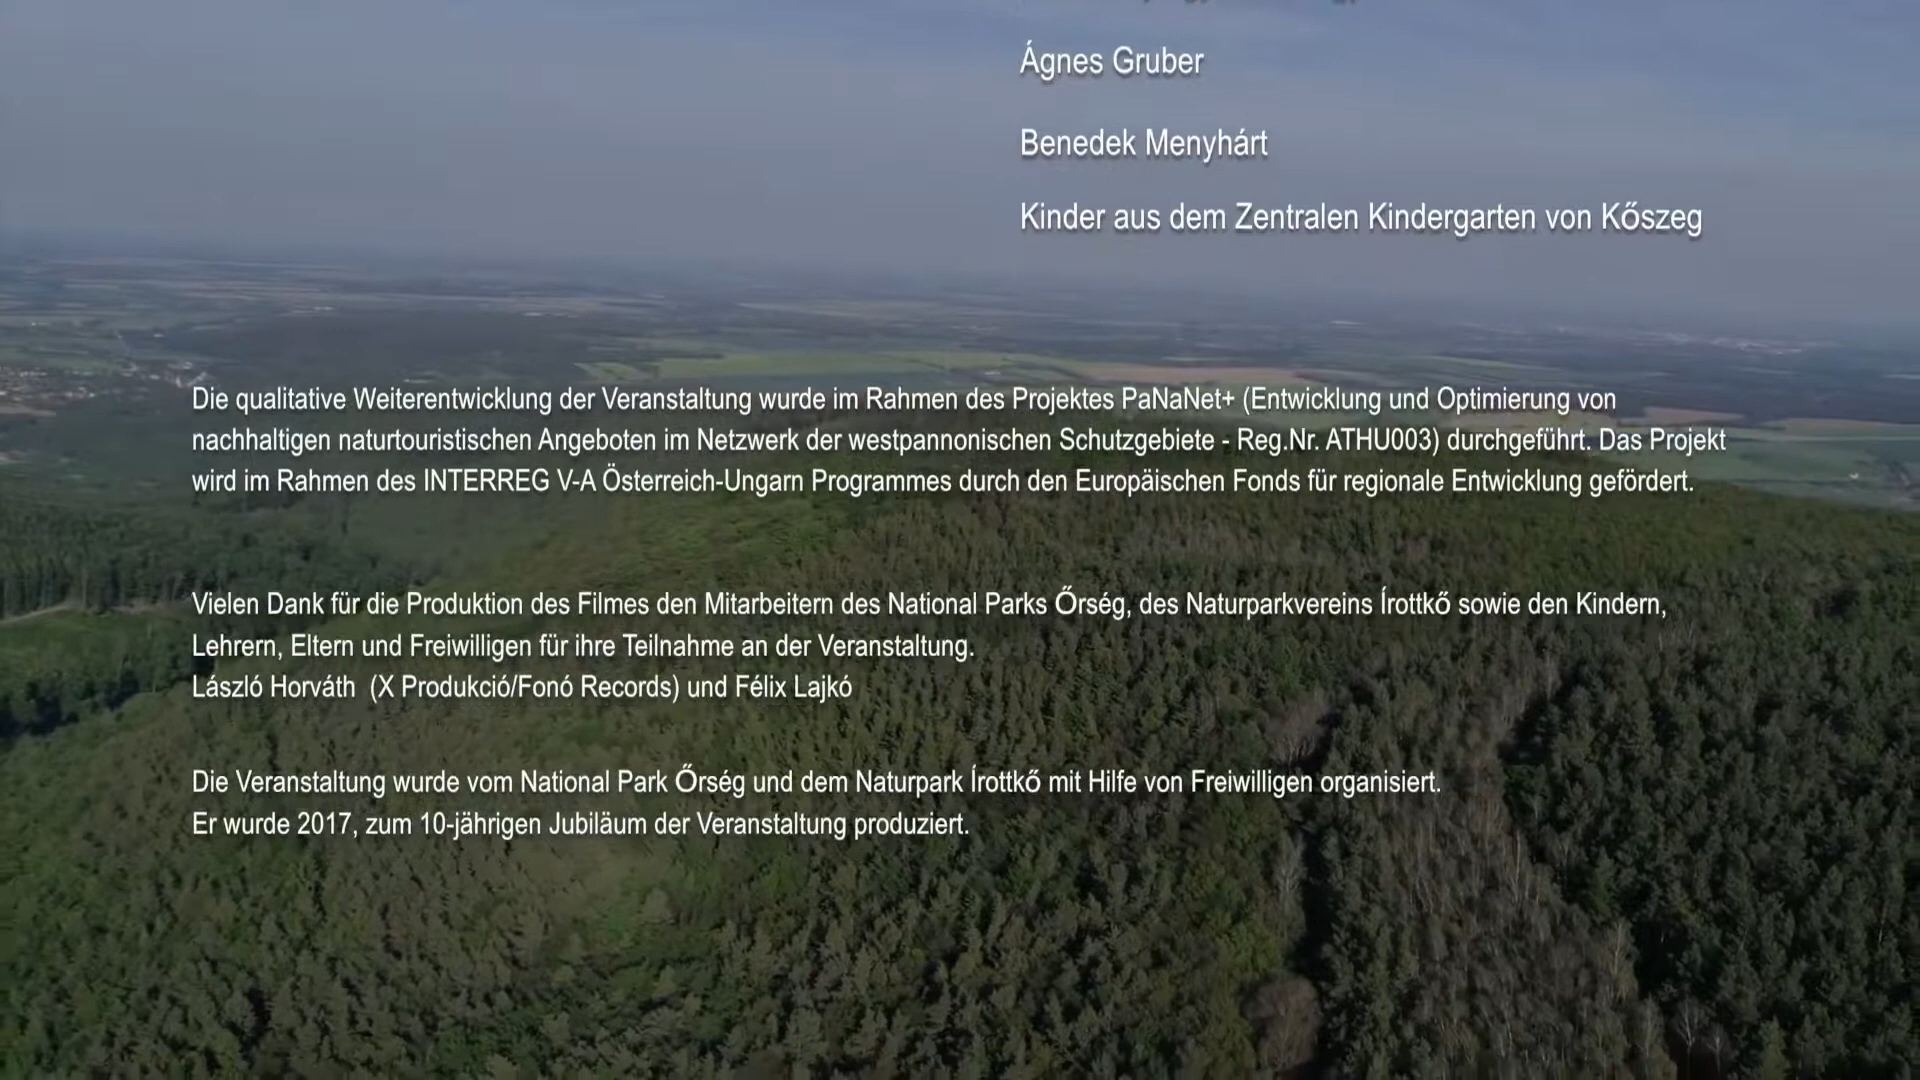 Ágnes Gruber
Benedek Menyhárt
Kinder aus dem Zentralen Kindergarten von Kőszeg
Die qualitative Weiterentwicklung der Veranstaltung wurde im Rahmen des Projektes PaNaNet+ (Entwicklung und Optimierung von
nachhaltigen naturtouristischen Angeboten im Netzwerk der westpannonischen Schutzgebiete - Reg.Nr. ATHU003) durchgeführt. Das Projekt
wird im Rahmen des INTERREG V-A Österreich-Ungarn Programmes durch den Europäischen Fonds für regionale Entwicklung gefördert.
Vielen Dank für die Produktion des Filmes den Mitarbeitern des National Parks Őrség, des Naturparkvereins Írottkő sowie den Kindern,
Lehrern, Eltern und Freiwilligen für ihre Teilnahme an der Veranstaltung.
László Horváth  (X Produkció/Fonó Records) und Félix Lajkó
Die Veranstaltung wurde vom National Park Őrség und dem Naturpark Írottkő mit Hilfe von Freiwilligen organisiert.
Er wurde 2017, zum 10-jährigen Jubiläum der Veranstaltung produziert.